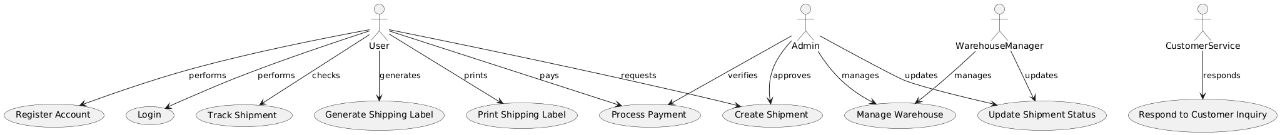 User
Admin
WarehouseManager
CustomerService
performs
performs
checks
generates
prints
pays
requests
verifies
approves
manages
updates
manages
updates
responds
Register Account
Login
Track Shipment
Generate Shipping Label
Print Shipping Label
Process Payment
Create Shipment
Manage Warehouse
Update Shipment Status
Respond to Customer Inquiry